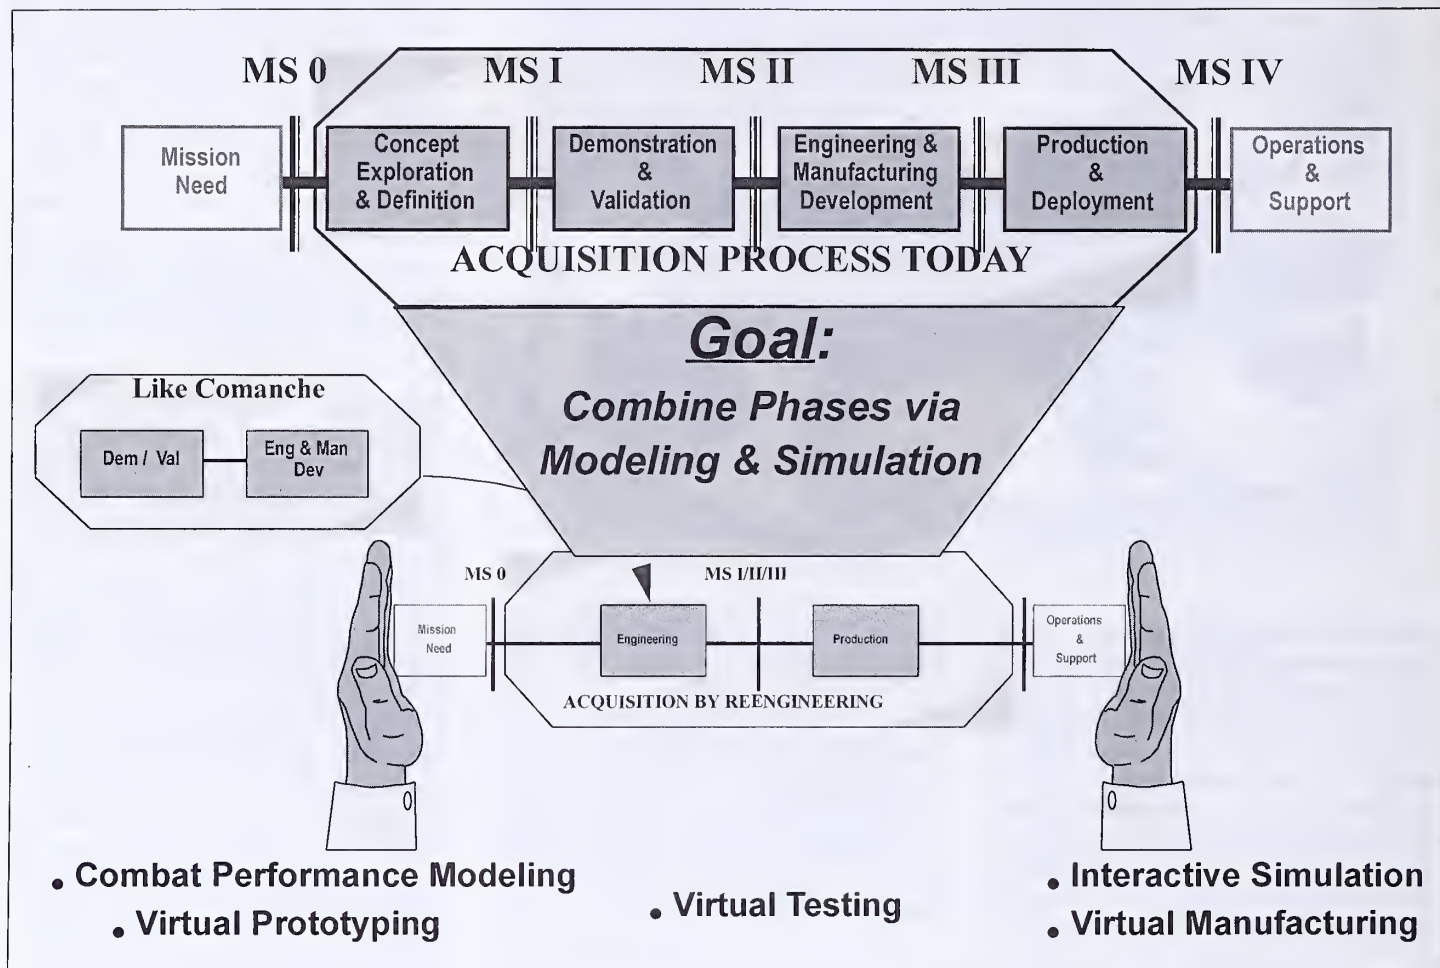 MS 0 MS I MS II MS III MS IV
Mission
Need
Concept
Exploration
& Definition
Demonstration
&
Validation
Engineering &
Manufacturing
Development
Production
&
Deployment
Operations
&
Support
ACQUISITION PROCESS TODAY
Goal:
Combine Phases via
Modeling & Simulation
Like Comanche
Dem / Val
Eng & Man
Dev
MS 0 MS I/II/III
Mission
Need
Engineering
Production
Operations
&
Support
ACQUISITION BY REENGINEERING
• Combat Performance Modeling
• Virtual Prototyping
• Virtual Testing
• Interactive Simulation
• Virtual Manufacturing